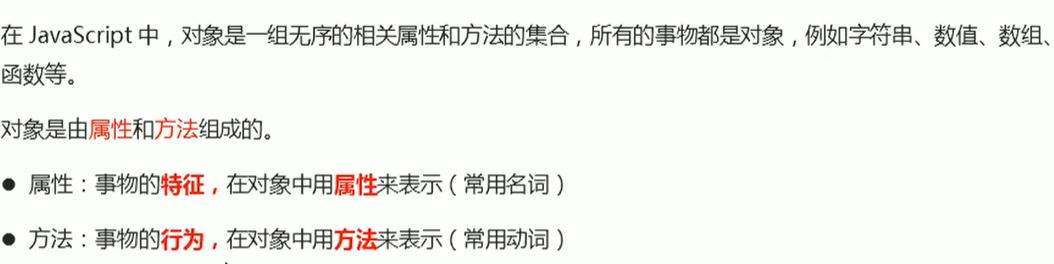 在 JavaScript 中，对象是一组无序的相关属性和方法的集合，所有的事物都是对象，例如字符串、数值、数组、
函数等。
对象是由属性和方法组成的。
● 属性：事物的特征，在对象中用属性来表示（常用名词）
● 方法：事物的行为，在对象中用方法来表示（常用动词）